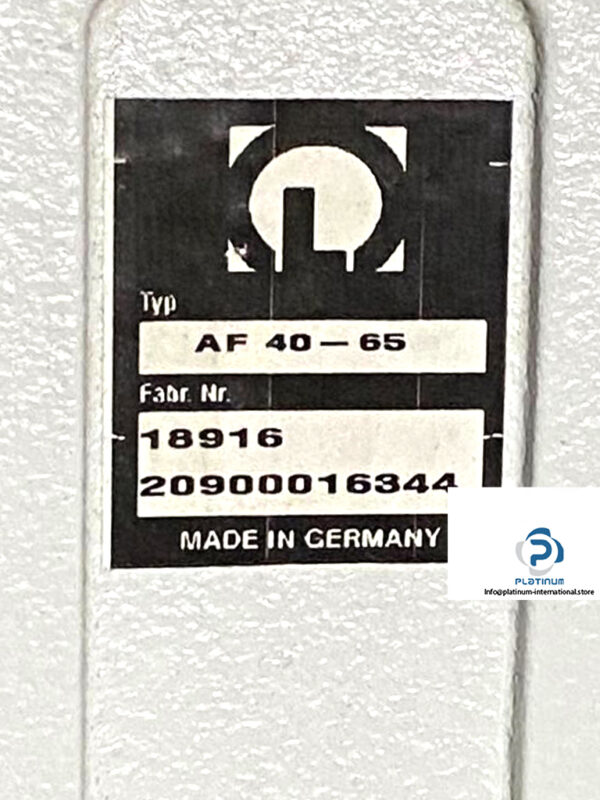 L
Typ
AF 40 – 65
Fabr. Nr.
18916
20900016344
MADE IN GERMANY
P
PLATINUM
Info@platinum-international.store